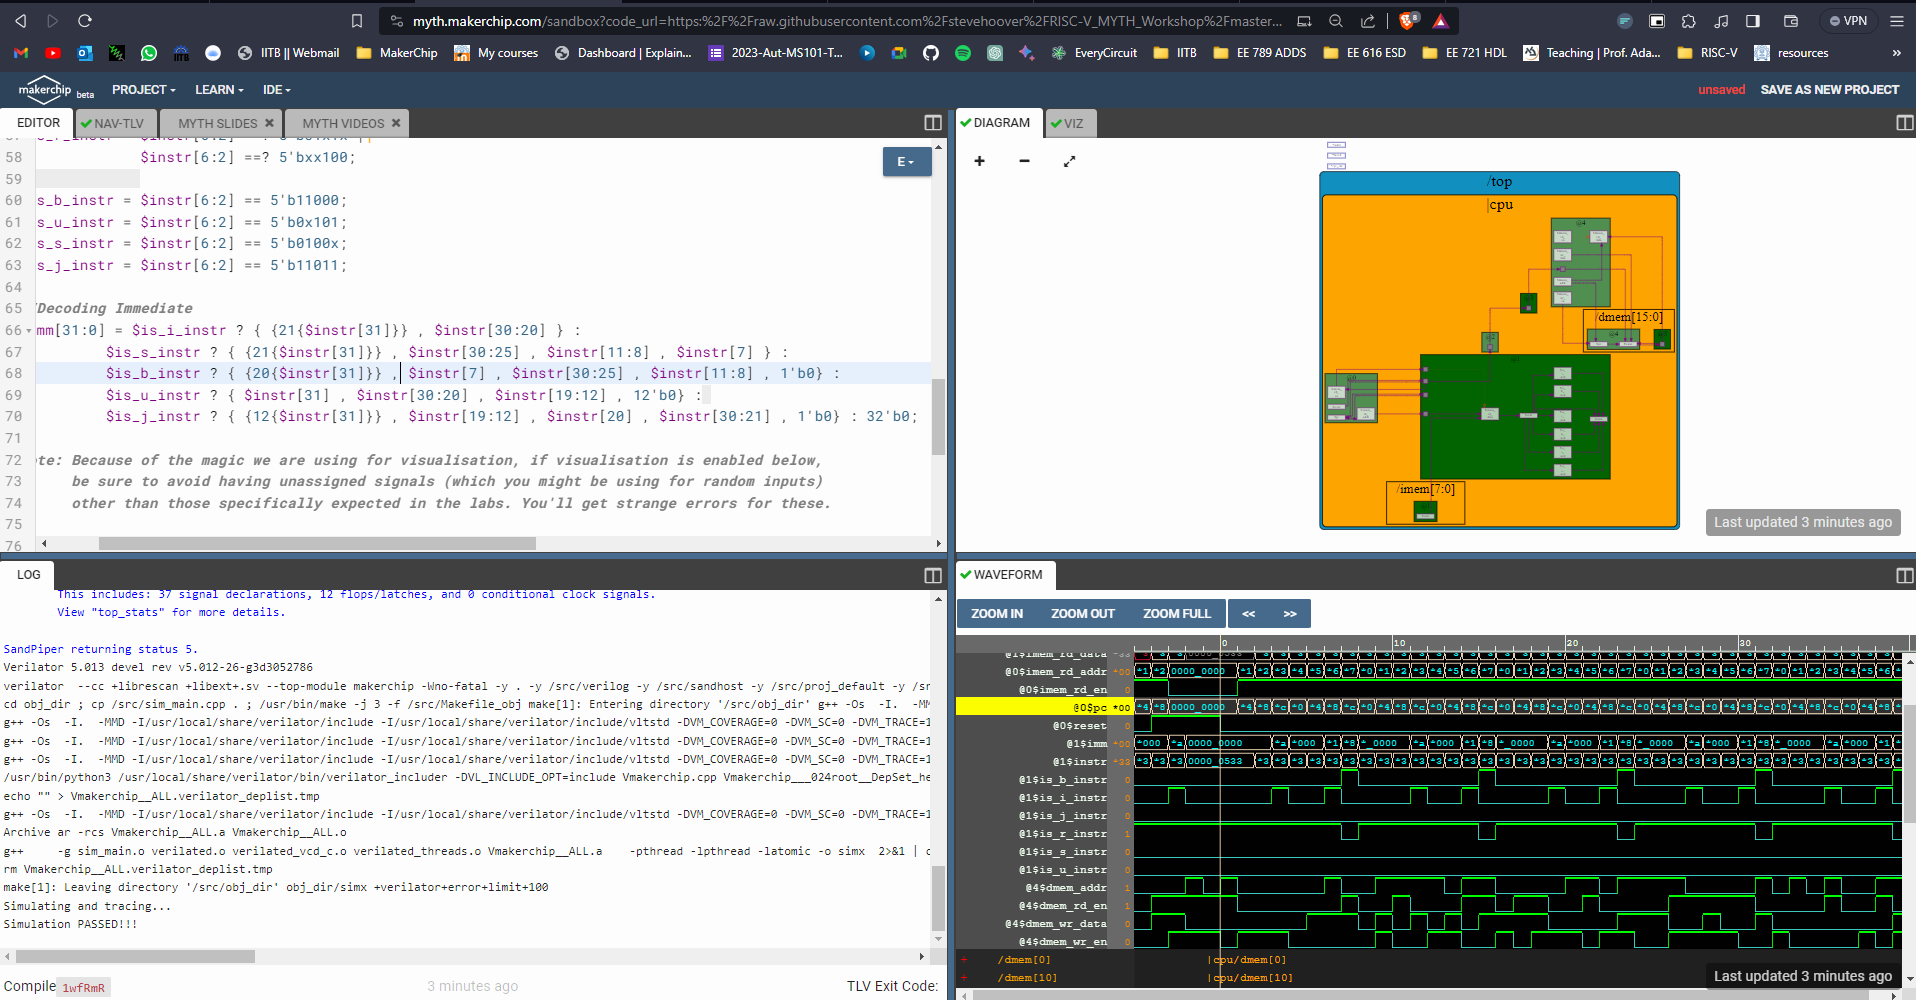 myth.makerchip.com/sandbox?code_url=https:%2F%2Fraw.githubusercontent.com%2Fstevehoover%2FRISC-V_MYTH_Workshop%2Fmaster...
VPN
IITB || Webmail
MakerChip
My courses
Dashboard | Explain...
2023-Aut-MS101-T...
EveryCircuit
IITB
EE 789 ADDS
EE 616 ESD
EE 721 HDL
Teaching | Prof. Ada...
RISC-V
resources
makerchip beta
PROJECT
LEARN
IDE
unsaved
SAVE AS NEW PROJECT
EDITOR
NAV-TLV
MYTH SLIDES
MYTH VIDEOS
E
58 $instr[6:2] ==? 5'bxx100;
59
60 s_b_instr = $instr[6:2] == 5'b11000;
61 s_u_instr = $instr[6:2] == 5'b0x101;
62 s_s_instr = $instr[6:2] == 5'b0100x;
63 s_j_instr = $instr[6:2] == 5'b11011;
64
65 Decoding Immediate
66 mm[31:0] = $is_i_instr ? { {21{$instr[31]}} , $instr[30:20] } :
67 $is_s_instr ? { {21{$instr[31]}} , $instr[30:25] , $instr[11:8] , $instr[7] } :
68 $is_b_instr ? { {20{$instr[31]}} , $instr[7] , $instr[30:25] , $instr[11:8] , 1'b0} :
69 $is_u_instr ? { $instr[31] , $instr[30:20] , $instr[19:12] , 12'b0} :
70 $is_j_instr ? { {12{$instr[31]}} , $instr[19:12] , $instr[20] , $instr[30:21] , 1'b0} : 32'b0;
71
72 te: Because of the magic we are using for visualisation, if visualisation is enabled below,
73 be sure to avoid having unassigned signals (which you might be using for random inputs)
74 other than those specifically expected in the labs. You'll get strange errors for these.
75
76
DIAGRAM
VIZ
/top
|cpu
/dmem[15:0]
/imem[7:0]
Last updated 3 minutes ago
LOG
This includes: 37 signal declarations, 12 flops/latches, and 0 conditional clock signals.
View "top_stats" for more details.
SandPiper returning status 5.
Verilator 5.013 devel rev v5.012-26-g3d3052786
verilator --cc +librescan +libext+.sv --top-module makerchip -Wno-fatal -y . -y /src/verilog -y /src/sandhost -y /src/proj_default -y /sr
cd obj_dir ; cp /src/sim_main.cpp . ; /usr/bin/make -j 3 -f /src/Makefile_obj make[1]: Entering directory '/src/obj_dir' g++ -Os -I. -MM
g++ -Os -I. -MMD -I/usr/local/share/verilator/include -I/usr/local/share/verilator/include/vltstd -DVM_COVERAGE=0 -DVM_SC=0 -DVM_TRACE=1
g++ -Os -I. -MMD -I/usr/local/share/verilator/include -I/usr/local/share/verilator/include/vltstd -DVM_COVERAGE=0 -DVM_SC=0 -DVM_TRACE=1
g++ -Os -I. -MMD -I/usr/local/share/verilator/include -I/usr/local/share/verilator/include/vltstd -DVM_COVERAGE=0 -DVM_SC=0 -DVM_TRACE=1
/usr/bin/python3 /usr/local/share/verilator/bin/verilator_includer -DVL_INCLUDE_OPT=include Vmakerchip.cpp Vmakerchip___024root__DepSet_he
echo "" > Vmakerchip__ALL.verilator_deplist.tmp
g++ -Os -I. -MMD -I/usr/local/share/verilator/include -I/usr/local/share/verilator/include/vltstd -DVM_COVERAGE=0 -DVM_SC=0 -DVM_TRACE=1
Archive ar -rcs Vmakerchip__ALL.a Vmakerchip__ALL.o
g++ -g sim_main.o verilated.o verilated_vcd_c.o verilated_threads.o Vmakerchip__ALL.a -pthread -lpthread -latomic -o simx 2>&1 | c
rm Vmakerchip__ALL.verilator_deplist.tmp
make[1]: Leaving directory '/src/obj_dir' obj_dir/simx +verilator+error+limit+100
Simulating and tracing...
Simulation PASSED!!!
Compile 1wfRmR
3 minutes ago
TLV Exit Code:
WAVEFORM
ZOOM IN
ZOOM OUT
ZOOM FULL
<<
>>
0 10 20 30
@1$imem_rd_data
@0$imem_rd_addr *00
@0$imem_rd_en 0
@0$pc *00
@0$reset 0
@1$imm *00
@1$instr *33
@1$is_b_instr 0
@1$is_i_instr 0
@1$is_j_instr 0
@1$is_r_instr 1
@1$is_s_instr 0
@1$is_u_instr 0
@4$dmem_addr 1
@4$dmem_rd_en 1
@4$dmem_wr_data 0
@4$dmem_wr_en 0
+ /dmem[0] |cpu/dmem[0]
+ /dmem[10] |cpu/dmem[10]
Last updated 3 minutes ago